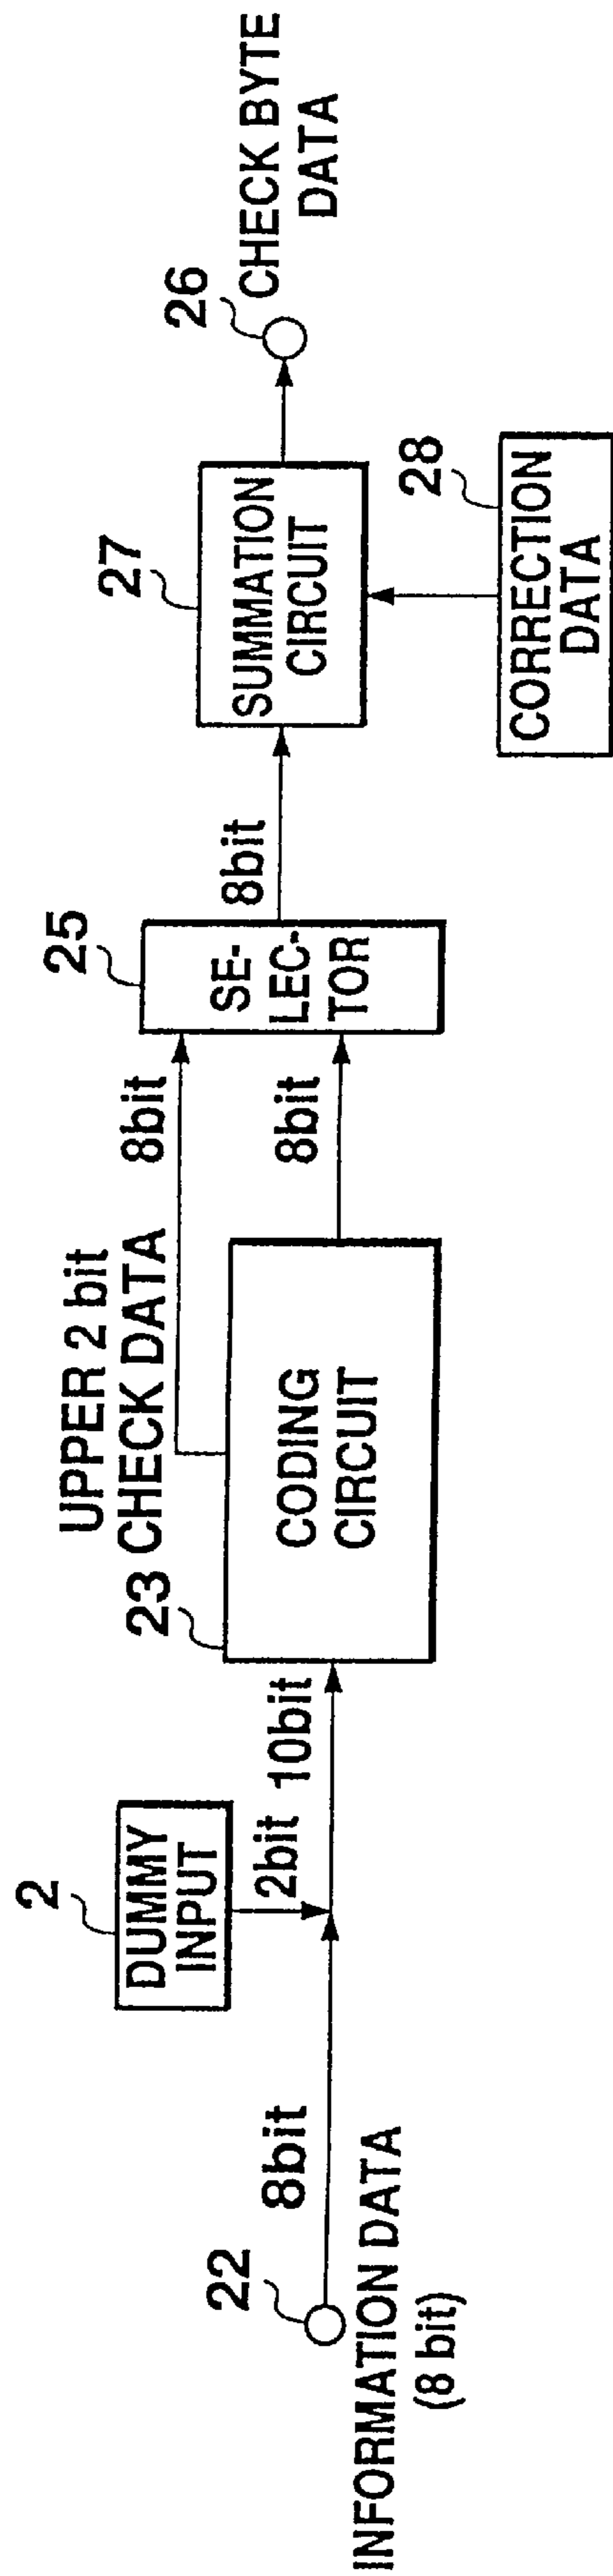 22
INFORMATION DATA
(8 bit)
8bit
2
DUMMY
INPUT
2bit
10bit
23
CODING
CIRCUIT
UPPER 2 bit
CHECK DATA
8bit
8bit
25
SE-
LEC-
TOR
8bit
27
SUMMATION
CIRCUIT
28
CORRECTION
DATA
26
CHECK BYTE
DATA